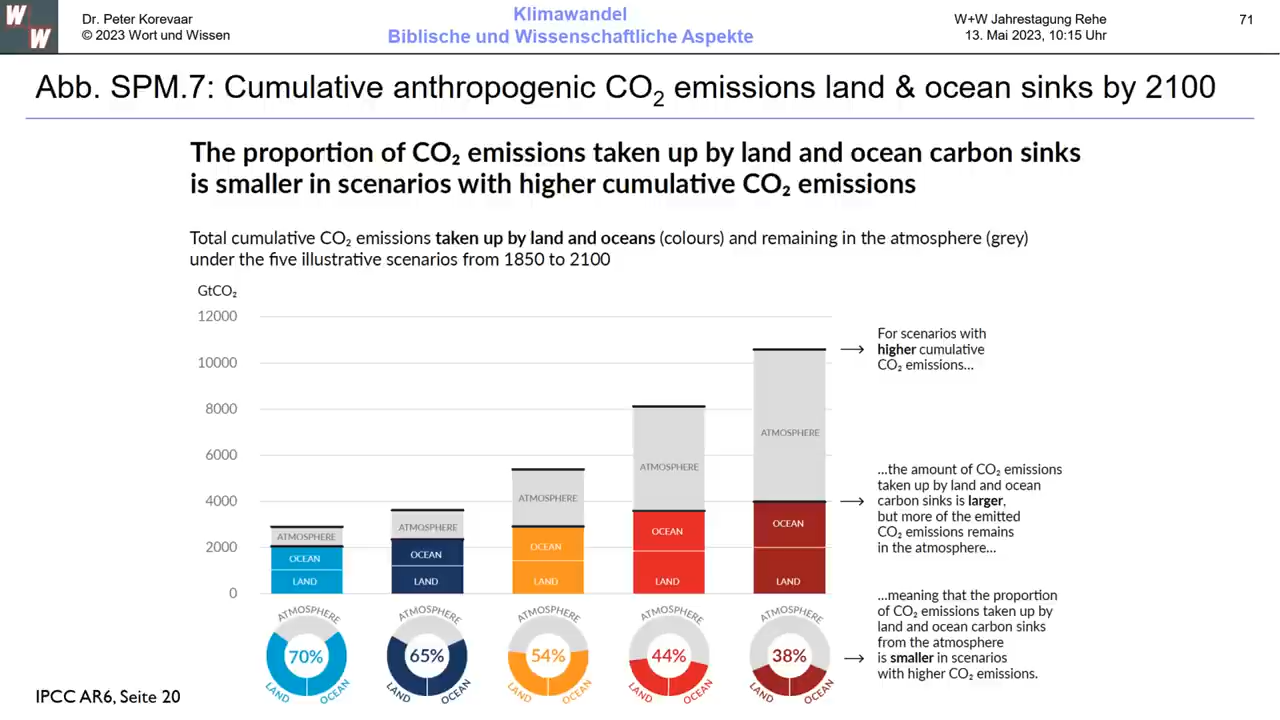 W
W
Dr. Peter Korevaar
© 2023 Wort und Wissen
Klimawandel
Biblische und Wissenschaftliche Aspekte
W+W Jahrestagung Rehe
13. Mai 2023, 10:15 Uhr
71
Abb. SPM.7: Cumulative anthropogenic CO₂ emissions land & ocean sinks by 2100
The proportion of CO₂ emissions taken up by land and ocean carbon sinks
is smaller in scenarios with higher cumulative CO₂ emissions
Total cumulative CO₂ emissions taken up by land and oceans (colours) and remaining in the atmosphere (grey)
under the five illustrative scenarios from 1850 to 2100
GtCO₂
12000
10000
8000
6000
4000
2000
0
ATMOSPHERE
OCEAN
LAND
ATMOSPHERE
OCEAN
LAND
ATMOSPHERE
OCEAN
LAND
ATMOSPHERE
OCEAN
LAND
ATMOSPHERE
OCEAN
LAND
For scenarios with
higher cumulative
CO₂ emissions...
...the amount of CO₂ emissions
taken up by land and ocean
carbon sinks is larger,
but more of the emitted
CO₂ emissions remains
in the atmosphere...
ATMOSPHERE
70%
LAND
OCEAN
ATMOSPHERE
65%
LAND
OCEAN
ATMOSPHERE
54%
LAND
OCEAN
ATMOSPHERE
44%
LAND
OCEAN
ATMOSPHERE
38%
LAND
OCEAN
...meaning that the proportion
of CO₂ emissions taken up by
land and ocean carbon sinks
from the atmosphere
is smaller in scenarios
with higher CO₂ emissions.
IPCC AR6, Seite 20